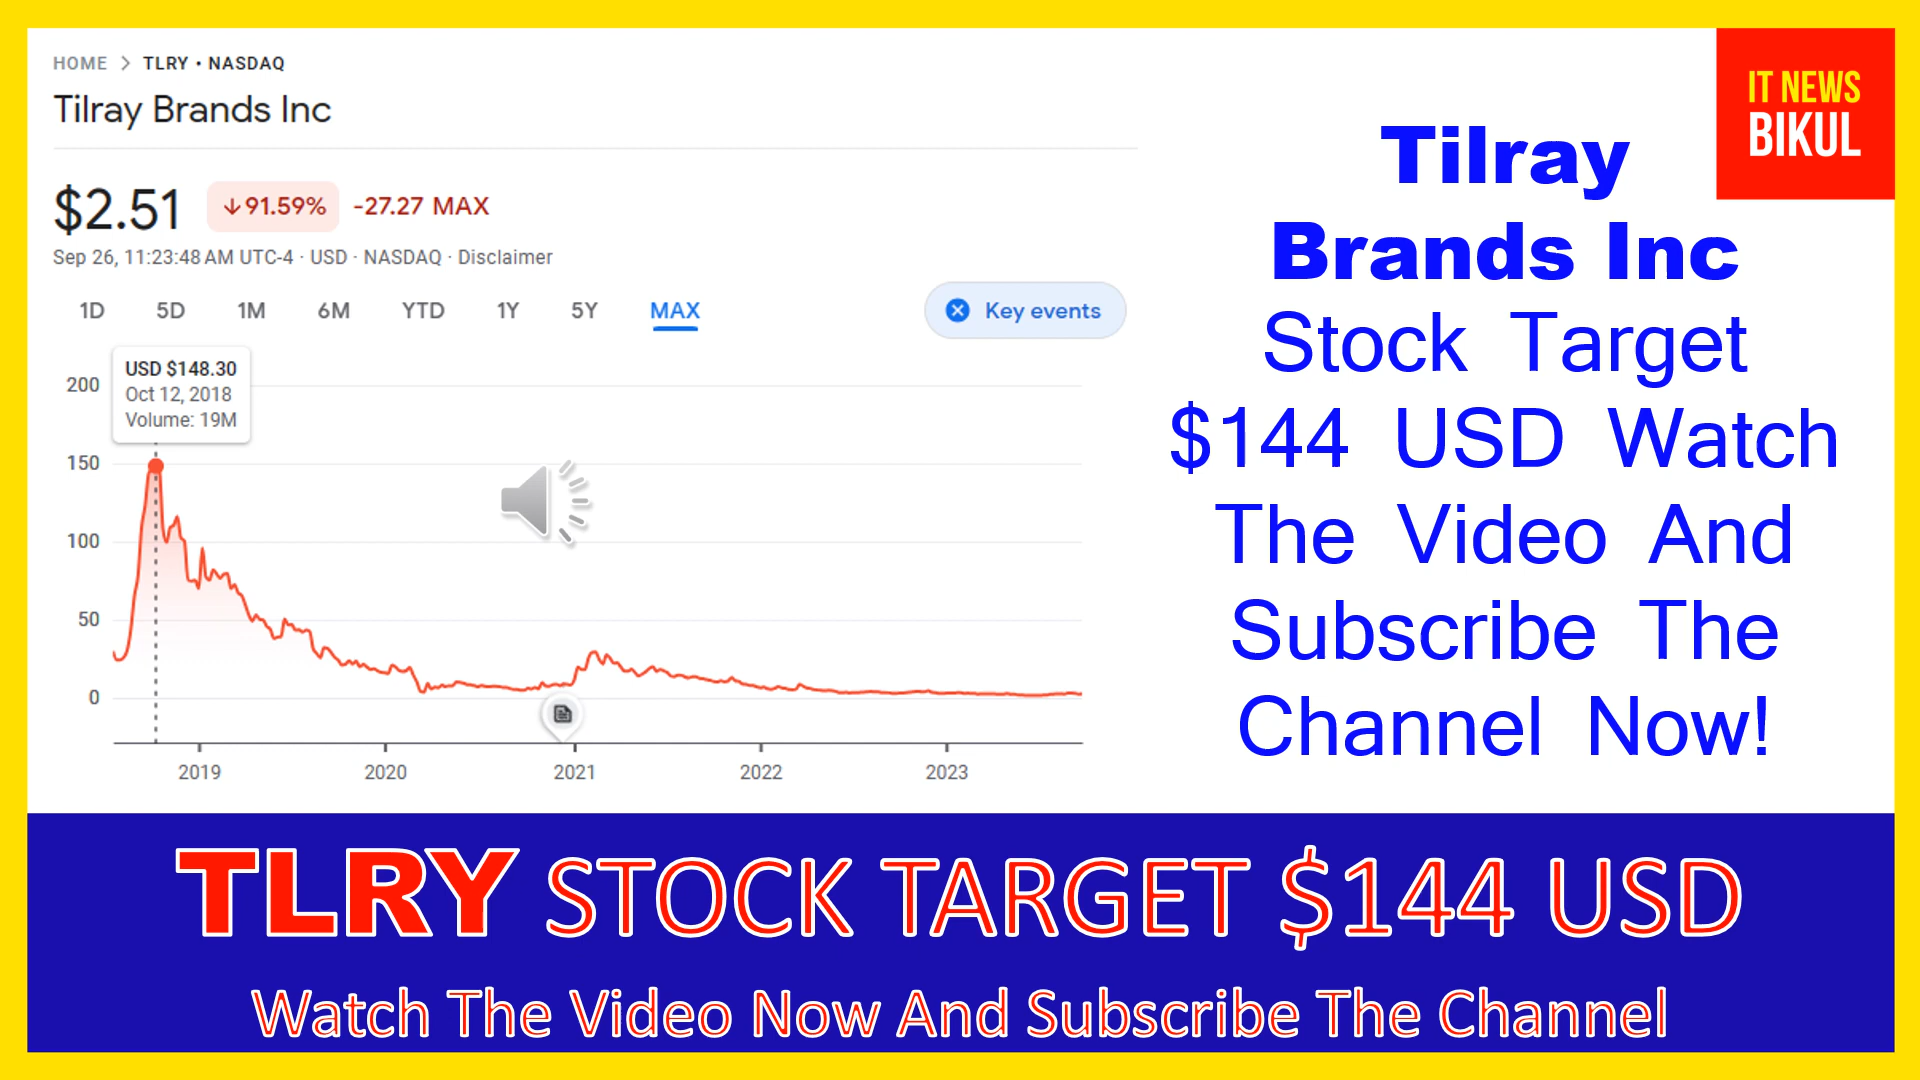 HOME > TLRY • NASDAQ
Tilray Brands Inc
$2.51 ↓91.59% -27.27 MAX
Sep 26, 11:23:48 AM UTC-4 · USD · NASDAQ · Disclaimer
1D 5D 1M 6M YTD 1Y 5Y MAX
Key events
USD $148.30
Oct 12, 2018
Volume: 19M
200
150
100
50
0
2019 2020 2021 2022 2023
IT NEWS
BIKUL
Tilray
Brands Inc
Stock Target
$144 USD Watch
The Video And
Subscribe The
Channel Now!
TLRY STOCK TARGET $144 USD
Watch The Video Now And Subscribe The Channel